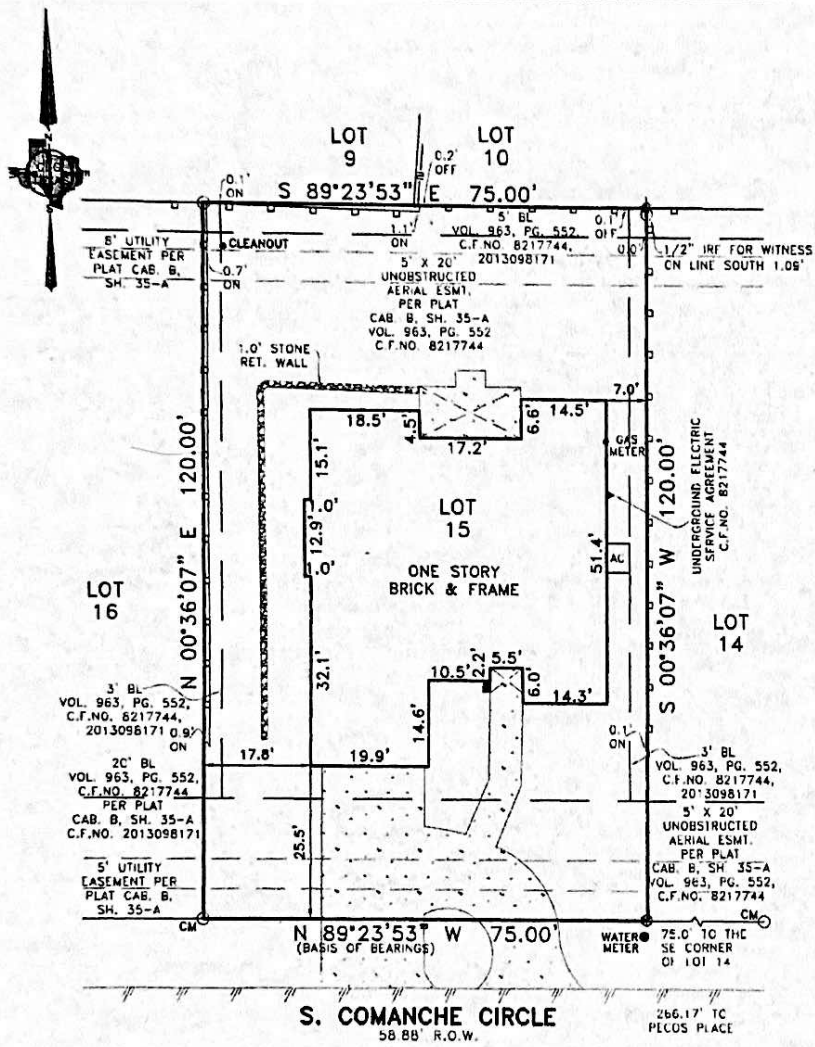 LOT
9
LOT
10
0.2'
OFF
0.1'
ON
S 89°23'53" E 75.00'
8' UTILITY
EASEMENT PER
PLAT CAB. B,
SH. 35-A
CLEANOUT
0.7'
ON
1.1'
ON
5' BL
VOL. 963, PG. 552,
C.F.NO. 8217744,
2013098171
0.1'
OFF
0.0'
1/2" IRF FOR WITNESS
ON LINE SOUTH 1.09'
5' X 20'
UNOBSTRUCTED
AERIAL ESMT.
PER PLAT
CAB. B, SH. 35-A
VOL. 963, PG. 552
C.F.NO. 8217744
1.0' STONE
RET. WALL
18.5'
4.5'
17.2'
6.6'
14.5'
7.0'
GAS
METER
15.1'
1.0'
12.9'
1.0'
32.1'
N 00°36'07" E 120.00'
LOT
15
ONE STORY
BRICK & FRAME
51.4'
AC
UNDERGROUND ELECTRIC
SERVICE AGREEMENT
C.F.NO. 8217744
S 00°36'07" W 120.00'
LOT
16
LOT
14
10.5'
2.2'
5.5'
6.0'
14.3'
14.6'
3' BL
VOL. 963, PG. 552,
C.F.NO. 8217744,
2013098171
0.9'
ON
17.8'
19.9'
20' BL
VOL. 963, PG. 552,
C.F.NO. 8217744
PER PLAT
CAB. B, SH. 35-A
C.F.NO. 2013098171
25.5'
5' UTILITY
EASEMENT PER
PLAT CAB. B,
SH. 35-A
CM
ON
3' BL
VOL. 963, PG. 552,
C.F.NO. 8217744,
2013098171
5' X 20'
UNOBSTRUCTED
AERIAL ESMT.
PER PLAT
CAB. B, SH. 35-A
VOL. 963, PG. 552,
C.F.NO. 8217744
CM
N 89°23'53" W 75.00'
(BASIS OF BEARINGS)
WATER
METER
75.0' TO THE
SE CORNER
OF LOT 14
S. COMANCHE CIRCLE
58.88' R.O.W.
266.17' TO
PECOS PLACE